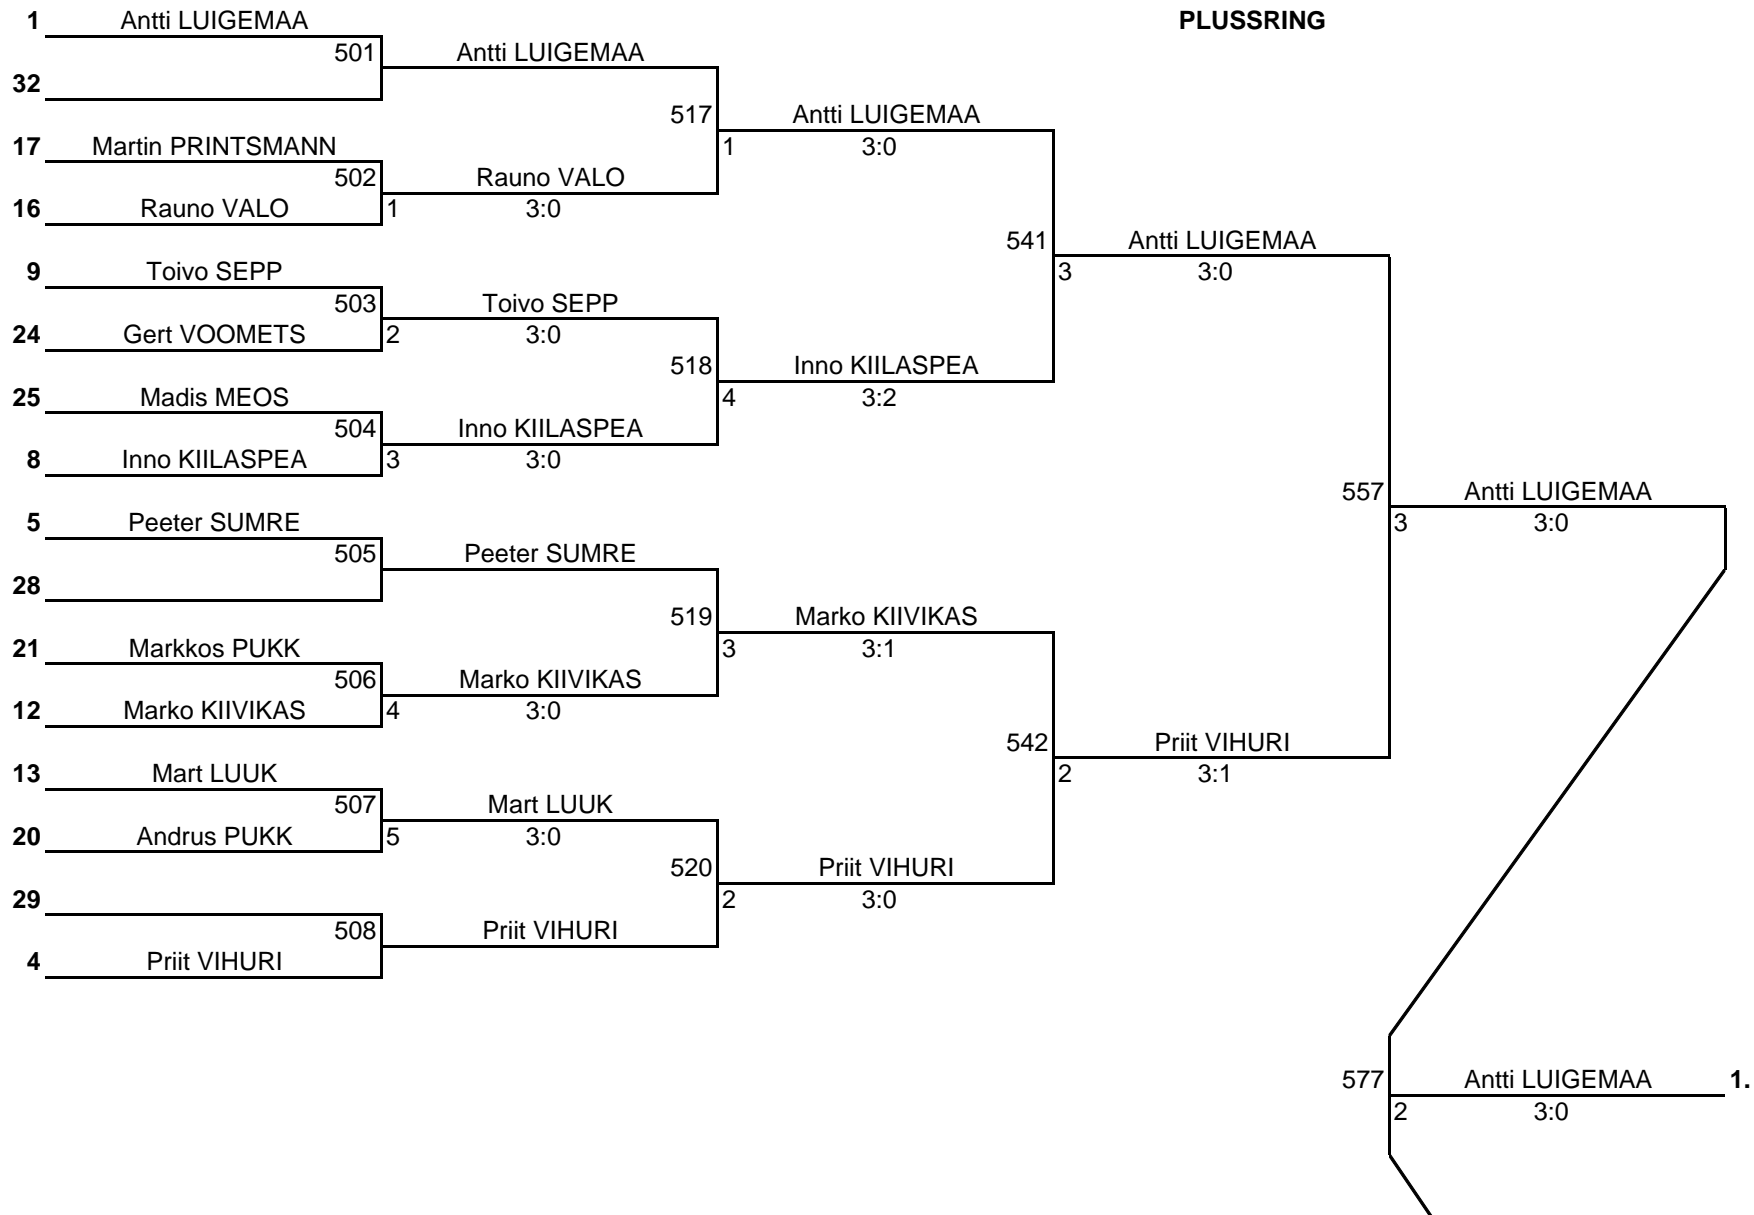 PLUSSRING
1 Antti LUIGEMAA
501 Antti LUIGEMAA
32
517 Antti LUIGEMAA
17 Martin PRINTSMANN 1 3:0
502 Rauno VALO
16 Rauno VALO 1 3:0
541 Antti LUIGEMAA
9 Toivo SEPP 3 3:0
503 Toivo SEPP
24 Gert VOOMETS 2 3:0
518 Inno KIILASPEA
25 Madis MEOS 4 3:2
504 Inno KIILASPEA
8 Inno KIILASPEA 3 3:0
557 Antti LUIGEMAA
5 Peeter SUMRE 3 3:0
505 Peeter SUMRE
28
519 Marko KIIVIKAS
21 Markkos PUKK 3 3:1
506 Marko KIIVIKAS
12 Marko KIIVIKAS 4 3:0
542 Priit VIHURI
13 Mart LUUK 2 3:1
507 Mart LUUK
20 Andrus PUKK 5 3:0
520 Priit VIHURI
29 2 3:0
508 Priit VIHURI
4 Priit VIHURI
577 Antti LUIGEMAA 1.
2 3:0